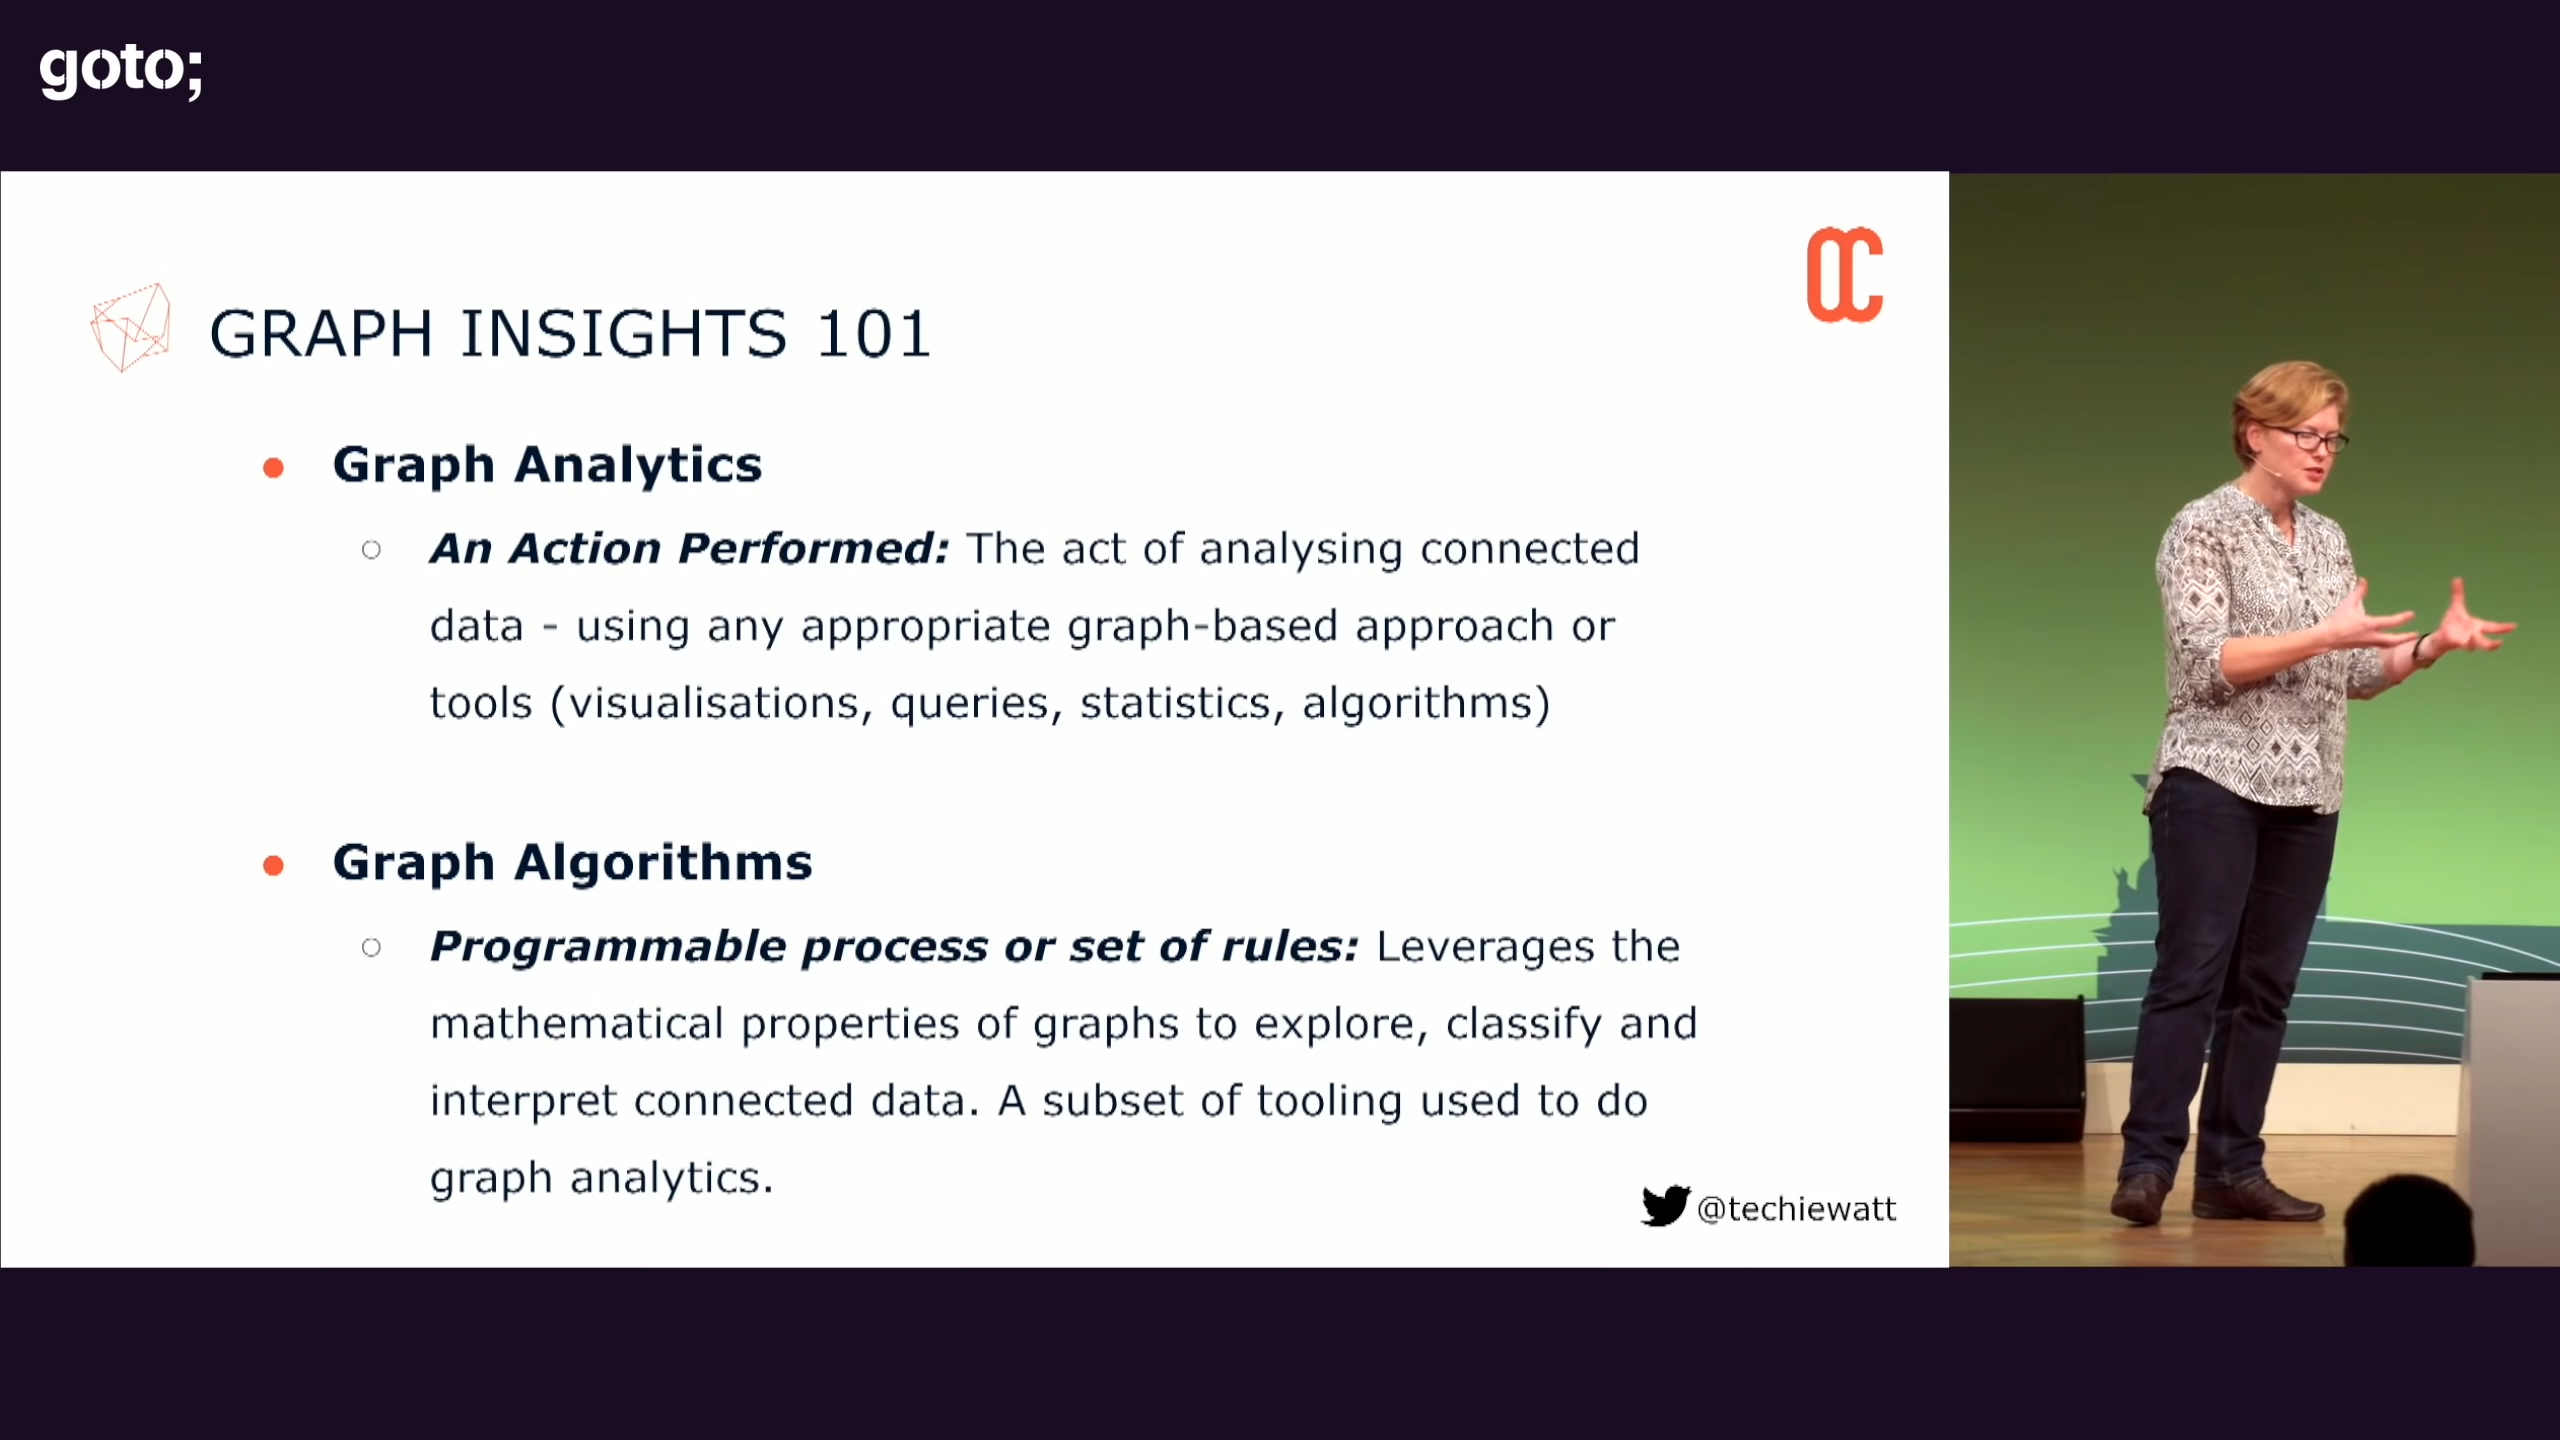 goto;
OC
GRAPH INSIGHTS 101
● Graph Analytics
○ An Action Performed: The act of analysing connected
data - using any appropriate graph-based approach or
tools (visualisations, queries, statistics, algorithms)
● Graph Algorithms
○ Programmable process or set of rules: Leverages the
mathematical properties of graphs to explore, classify and
interpret connected data. A subset of tooling used to do
graph analytics.
@techiewatt